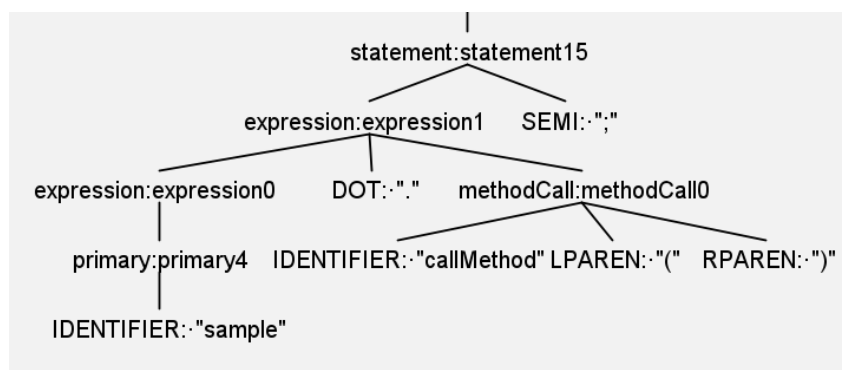 statement:statement15
expression:expression1 SEMI:·";"
expression:expression0 DOT:·"." methodCall:methodCall0
primary:primary4 IDENTIFIER:·"callMethod" LPAREN:·"(" RPAREN:·")"
IDENTIFIER:·"sample"